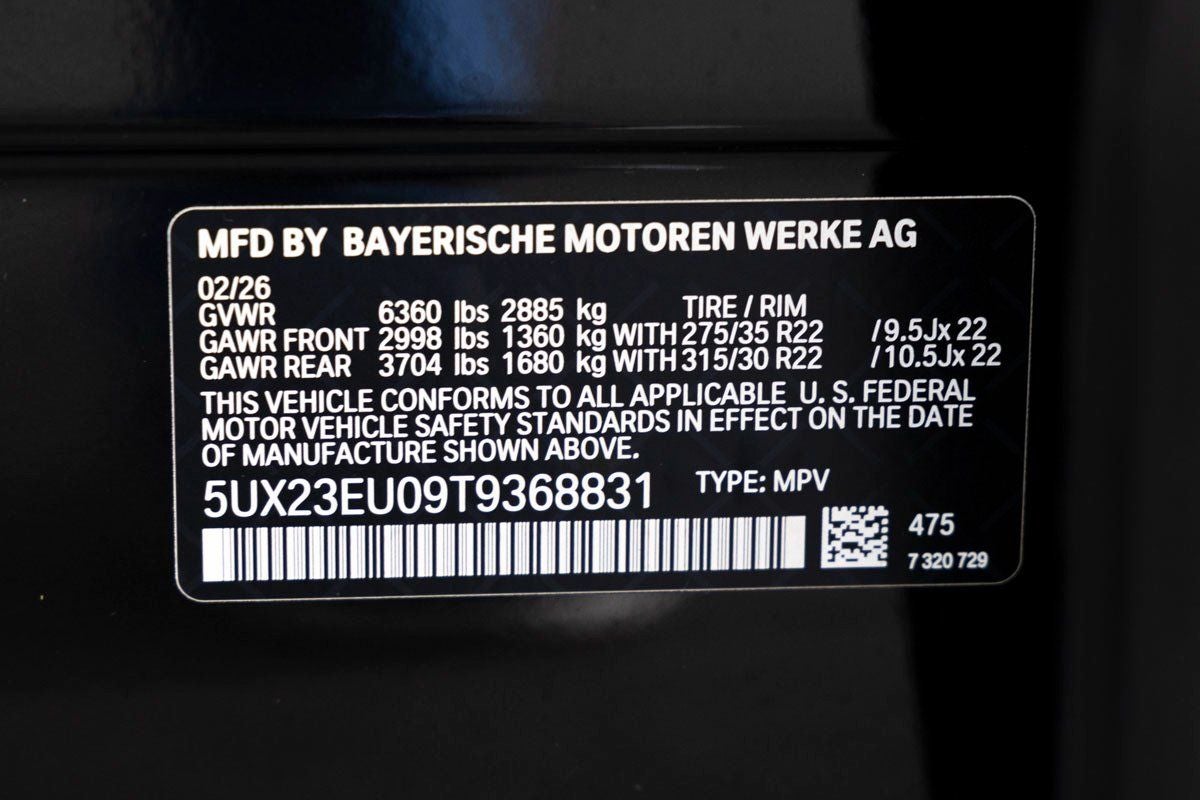 MFD BY BAYERISCHE MOTOREN WERKE AG
02/26
GVWR 6360 lbs 2885 kg TIRE / RIM
GAWR FRONT 2998 lbs 1360 kg WITH 275/35 R22 /9.5Jx 22
GAWR REAR 3704 lbs 1680 kg WITH 315/30 R22 /10.5Jx 22
THIS VEHICLE CONFORMS TO ALL APPLICABLE U. S. FEDERAL
MOTOR VEHICLE SAFETY STANDARDS IN EFFECT ON THE DATE
OF MANUFACTURE SHOWN ABOVE.
5UX23EU09T9368831 TYPE: MPV
475
7 320 729